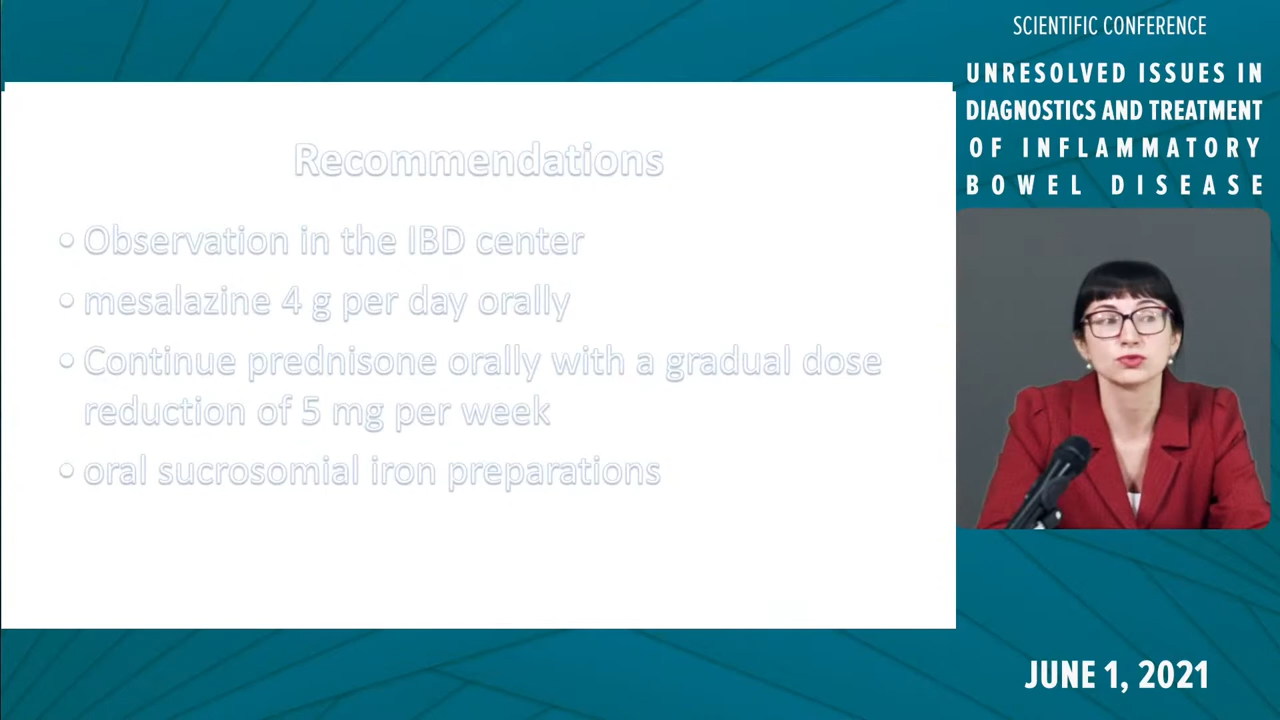 SCIENTIFIC CONFERENCE
UNRESOLVED ISSUES IN
DIAGNOSTICS AND TREATMENT
OF INFLAMMATORY
BOWEL DISEASE
Recommendations
• Observation in the IBD center
• mesalazine 4 g per day orally
• Continue prednisone orally with a gradual dose
reduction of 5 mg per week
• oral sucrosomial iron preparations
JUNE 1, 2021